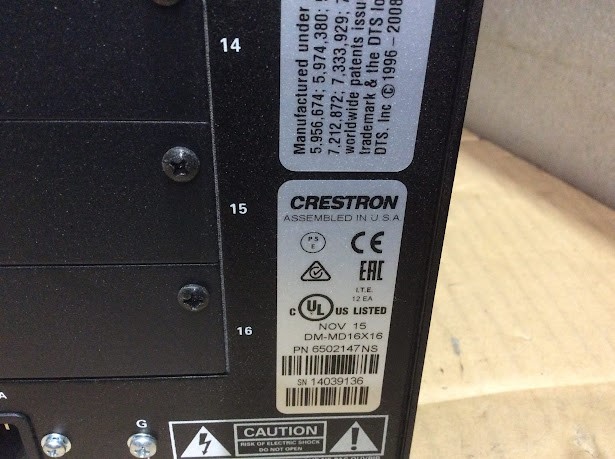 14
15
16
A
G
Manufactured under
5,956,674; 5,974,380;
7,212,872; 7,333,929;
worldwide patents issu
trademark & the DTS lo
DTS, Inc © 1996 - 2008
CRESTRON
ASSEMBLED IN U.S.A.
PS
E
CE
EAC
I.T.E.
12 EA
C UL US LISTED
NOV 15
DM-MD16X16
PN 6502147NS
SN 14039136
CAUTION
RISK OF ELECTRIC SHOCK
DO NOT OPEN